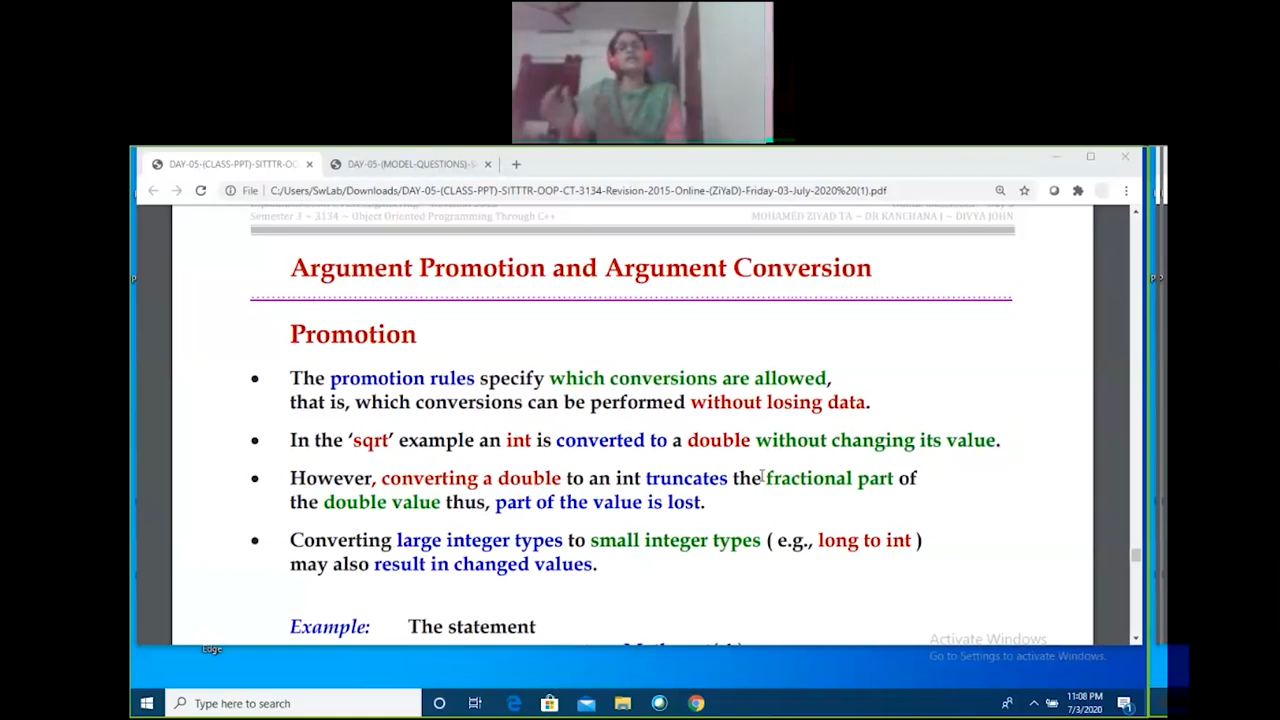 DAY-05-(CLASS-PPT)-SITTTR-OO
DAY-05-(MODEL-QUESTIONS)-S
File
C:/Users/SwLab/Downloads/DAY-05-(CLASS-PPT)-SITTTR-OOP-CT-3134-Revision-2015-Online-(ZiYaD)-Friday-03-July-2020%20(1).pdf
Semester 3 ~ 3134 ~ Object Oriented Programming Through C++
MOHAMED ZIYAD TA ~ DR KANCHANA J ~ DIVYA JOHN
Argument Promotion and Argument Conversion
Promotion
• The promotion rules specify which conversions are allowed,
that is, which conversions can be performed without losing data.
• In the ‘sqrt’ example an int is converted to a double without changing its value.
• However, converting a double to an int truncates the fractional part of
the double value thus, part of the value is lost.
• Converting large integer types to small integer types ( e.g., long to int )
may also result in changed values.
Example: The statement
Activate Windows
Go to Settings to activate Windows.
Edge
Type here to search
11:08 PM
7/3/2020